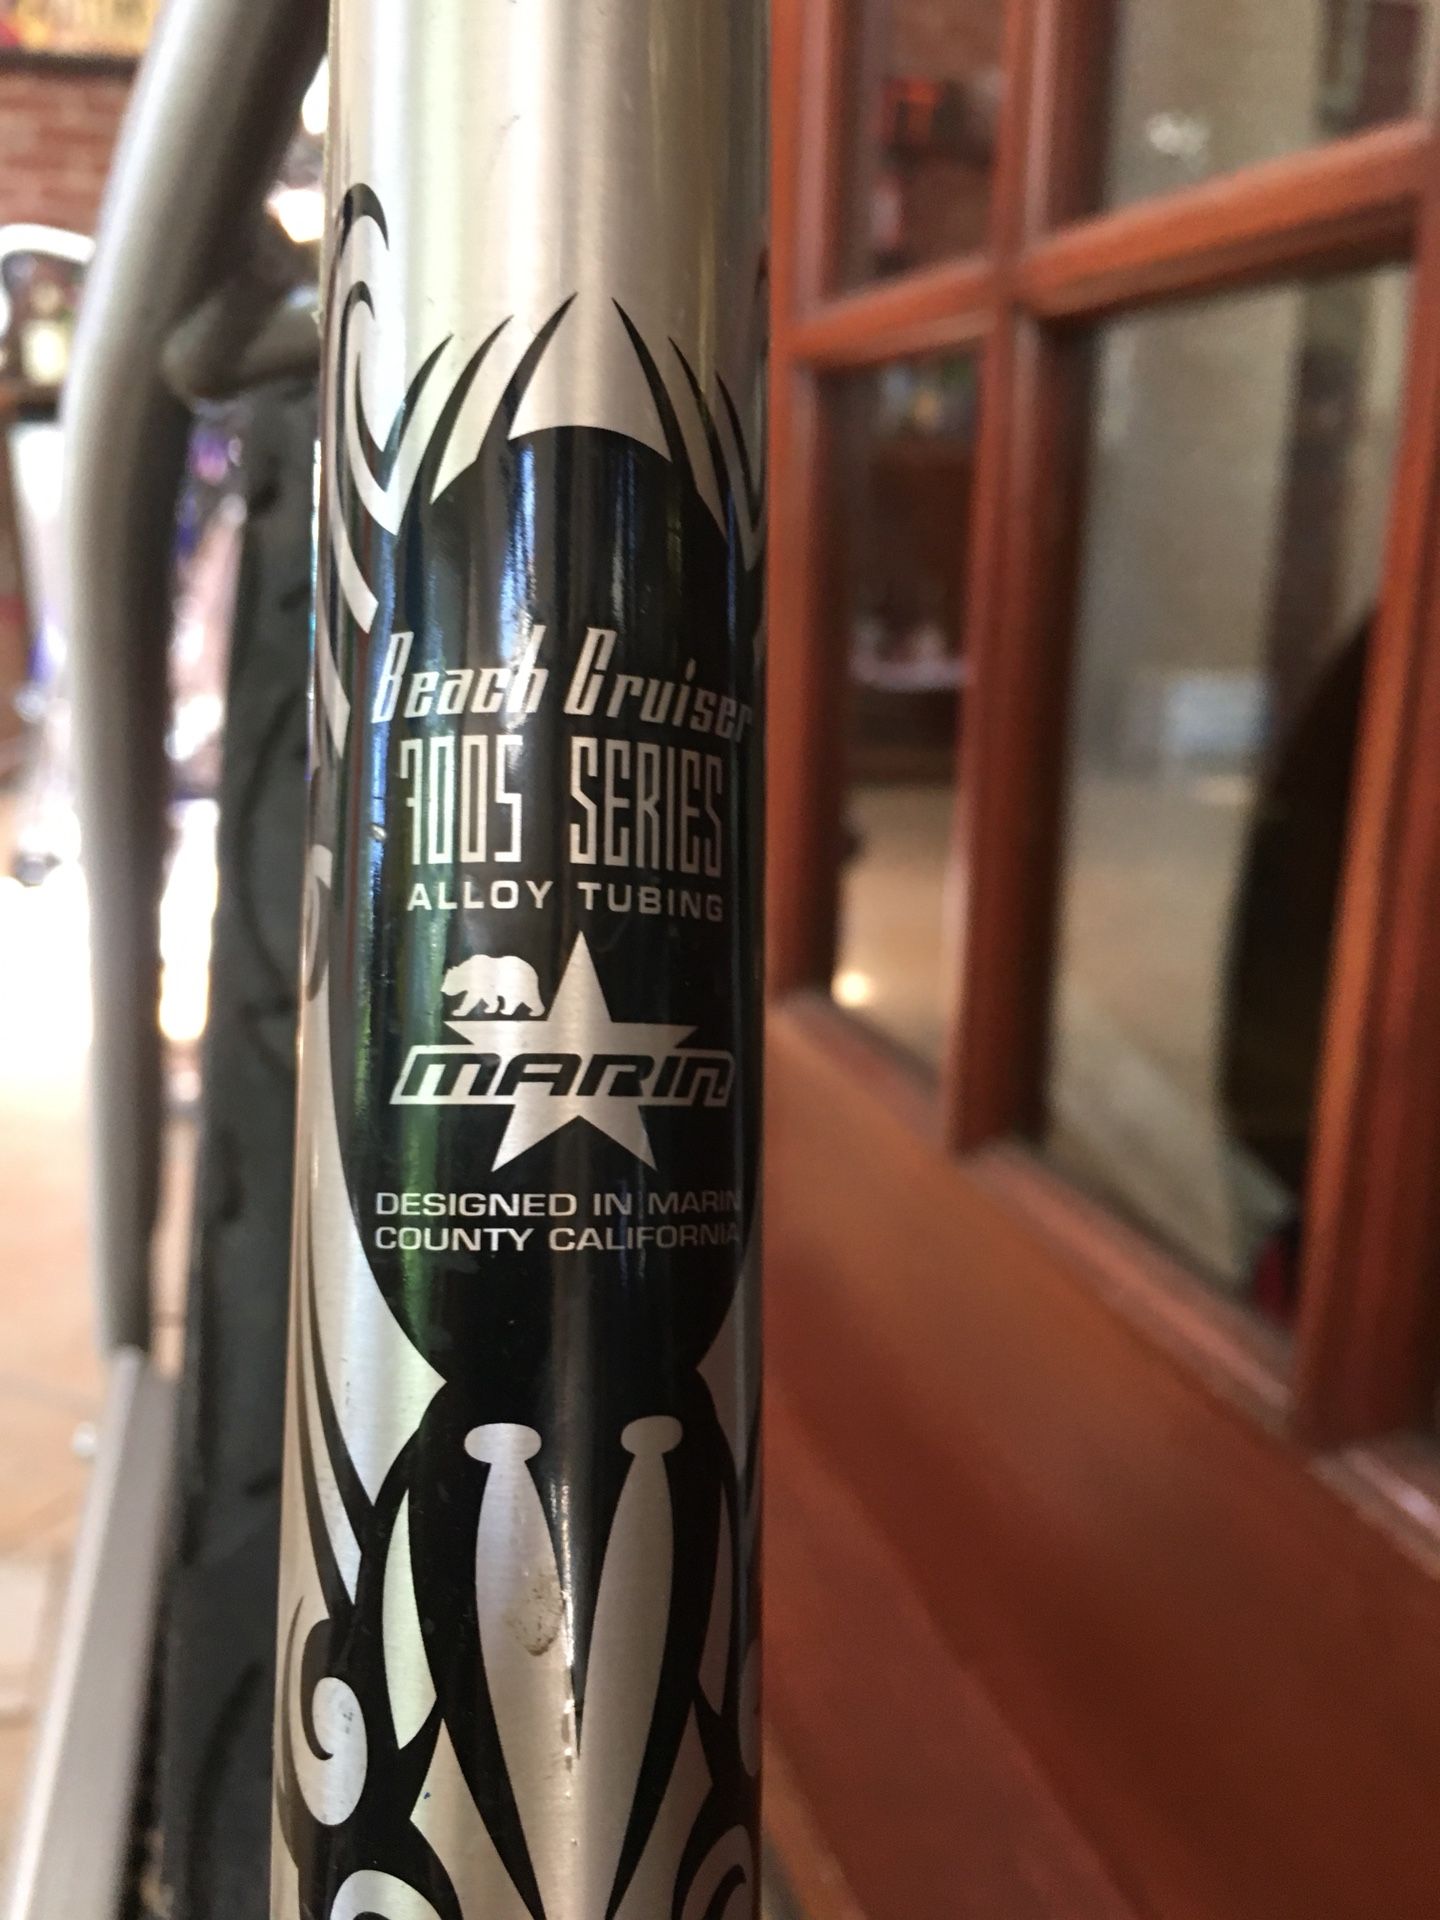 Beach Cruiser
7005 SERIES
ALLOY TUBING
MARIN
DESIGNED IN MARIN
COUNTY CALIFORNIA